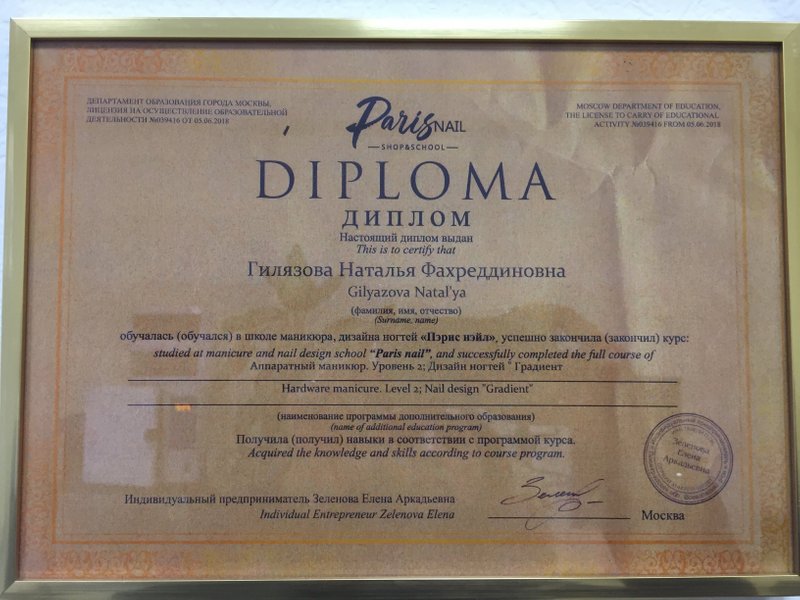 ДЕПАРТАМЕНТ ОБРАЗОВАНИЯ ГОРОДА МОСКВЫ,
ЛИЦЕНЗИЯ НА ОСУЩЕСТВЛЕНИЕ ОБРАЗОВАТЕЛЬНОЙ
ДЕЯТЕЛЬНОСТИ №039416 ОТ 05.06.2018
Paris NAIL
SHOP&SCHOOL
MOSCOW DEPARTMENT OF EDUCATION,
THE LICENSE TO CARRY OF EDUCATIONAL
ACTIVITY №039416 FROM 05.06.2018
DIPLOMA
ДИПЛОМ
Настоящий диплом выдан
This is to certify that
Гилязова Наталья Фахреддиновна
Gilyazova Natal'ya
(фамилия, имя, отчество)
(Surname, name)
обучалась (обучался) в школе маникюра, дизайна ногтей «Пэрис нэйл», успешно закончила (закончил) курс:
studied at manicure and nail design school “Paris nail”, and successfully completed the full course of
Аппаратный маникюр. Уровень 2; Дизайн ногтей " Градиент
Hardware manicure. Level 2; Nail design "Gradient"
(наименование программы дополнительного образования)
(name of additional education program)
Получила (получил) навыки в соответствии с программой курса.
Acquired the knowledge and skills according to course program.
Зеленова
Елена
Аркадьевна
Индивидуальный предприниматель Зеленова Елена Аркадьевна
Individual Entrepreneur Zelenova Elena
Москва